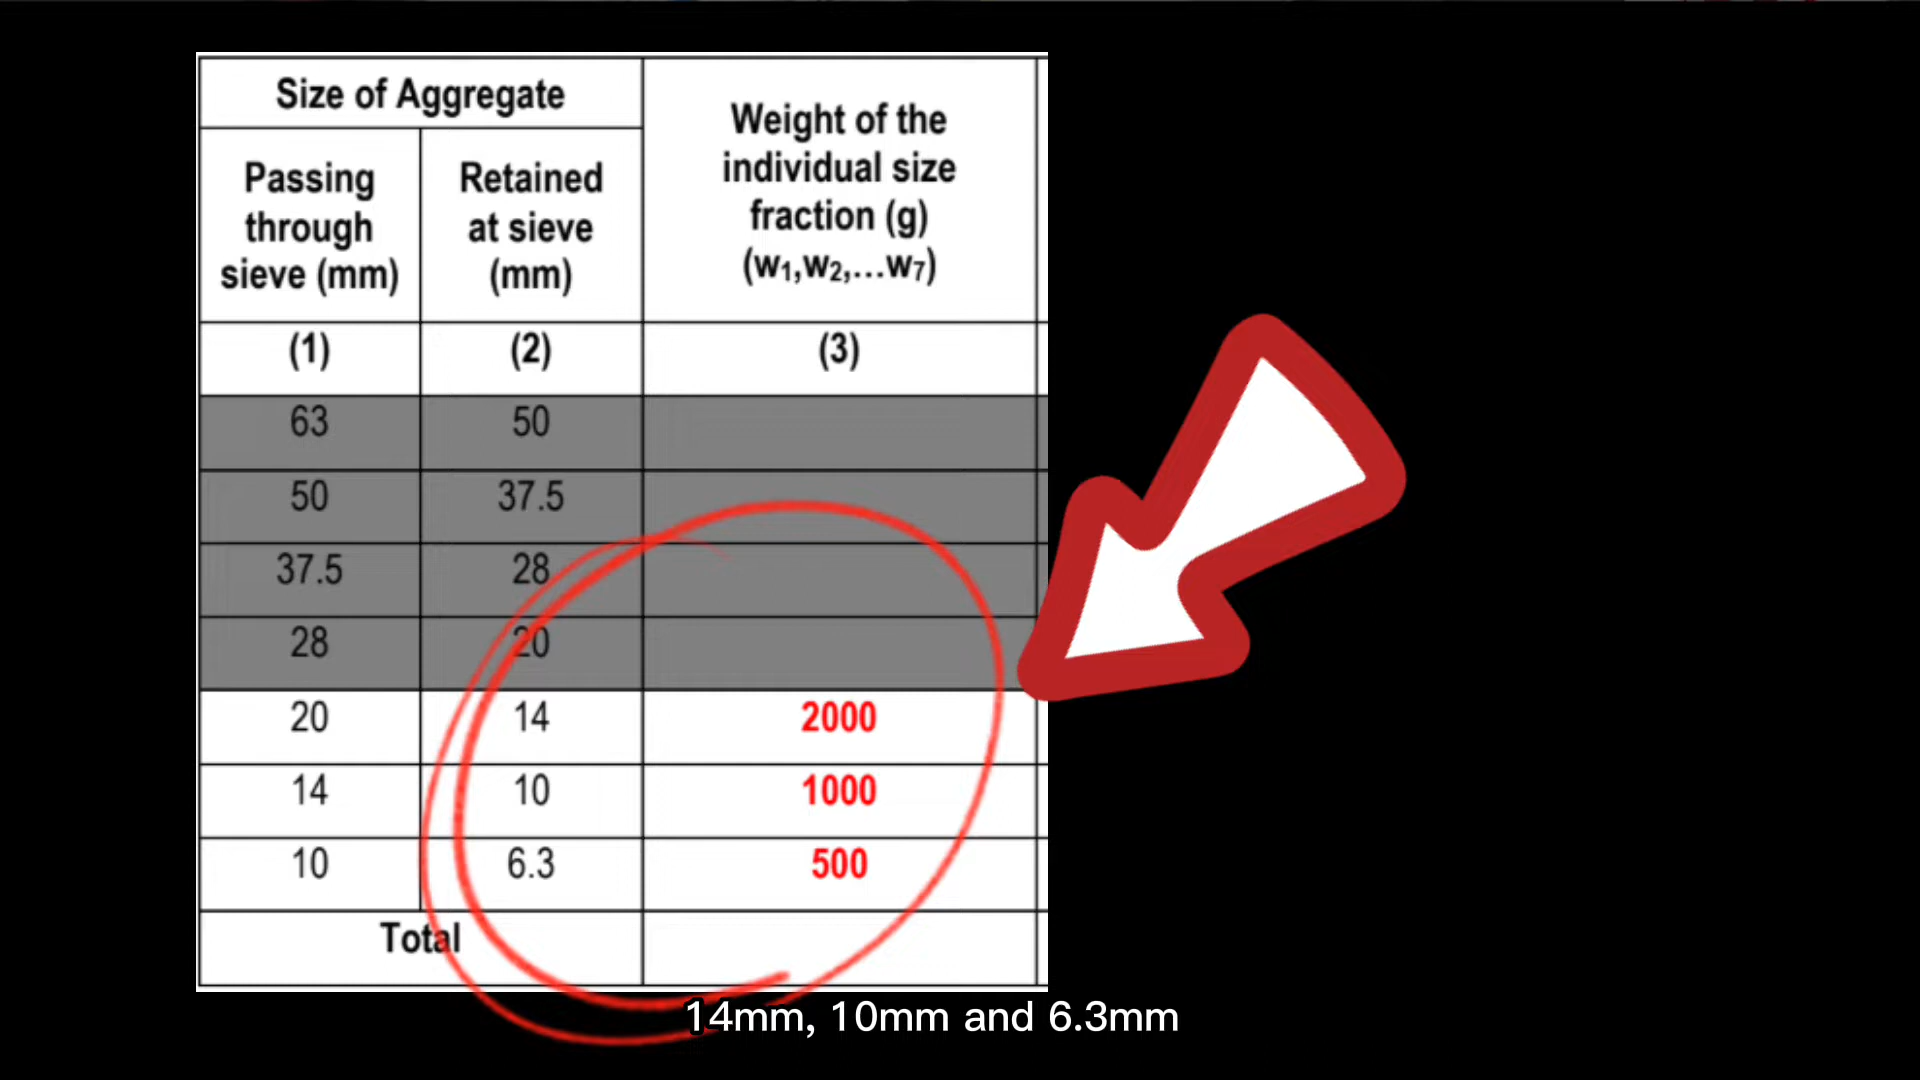 Size of Aggregate
Weight of the
individual size
fraction (g)
(w₁,w₂,...w₇)
Passing
through
sieve (mm)
Retained
at sieve
(mm)
(1) (2) (3)
63 50
50 37.5
37.5 28
28 20
20 14 2000
14 10 1000
10 6.3 500
Total
14mm, 10mm and 6.3mm